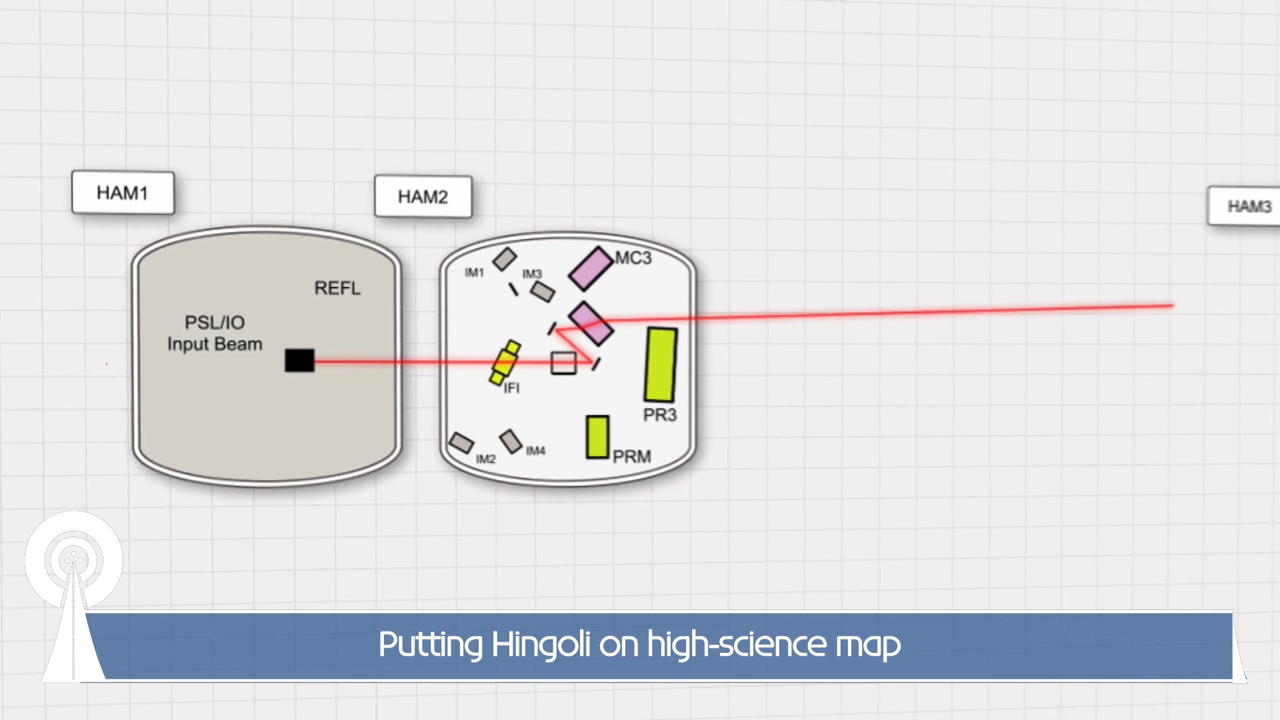 HAM1
HAM2
HAM3
REFL
PSL/IO
Input Beam
IM1
IM3
MC3
IFI
PR3
IM2
IM4
PRM
Putting Hingoli on high-science map